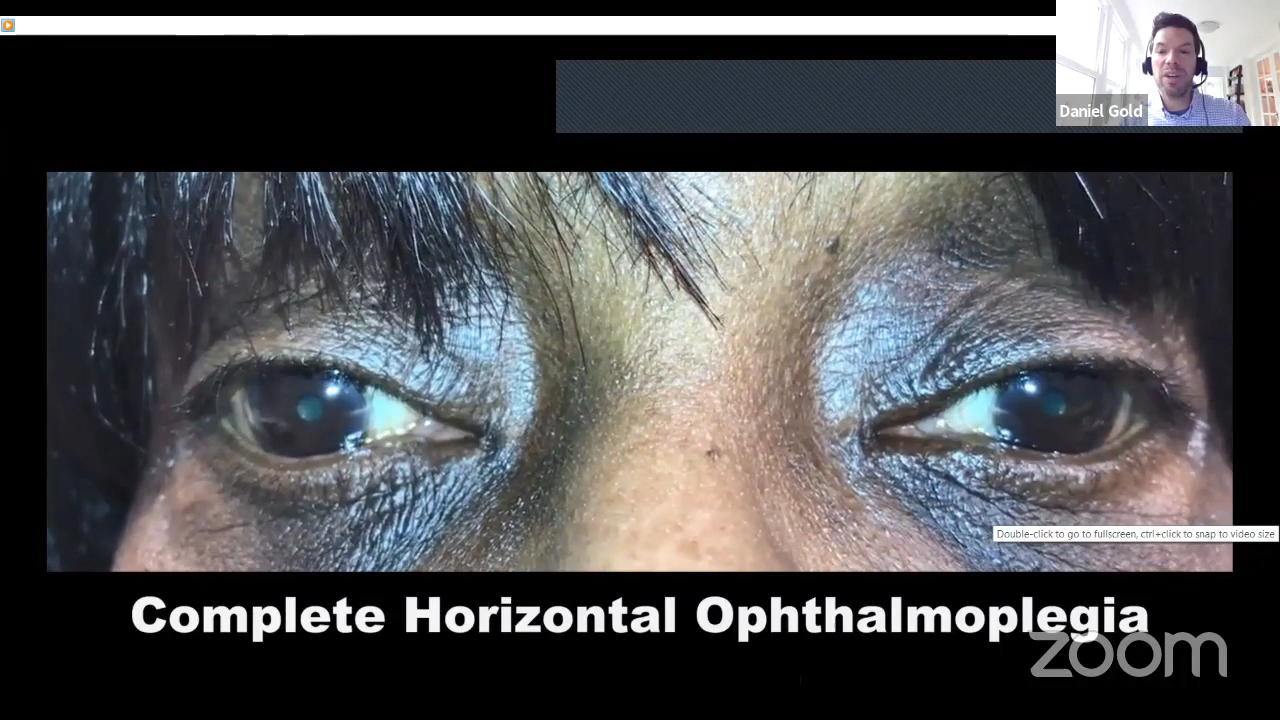 Daniel Gold
Double-click to go to fullscreen, ctrl+click to snap to video size
Complete Horizontal Ophthalmoplegia
zoom